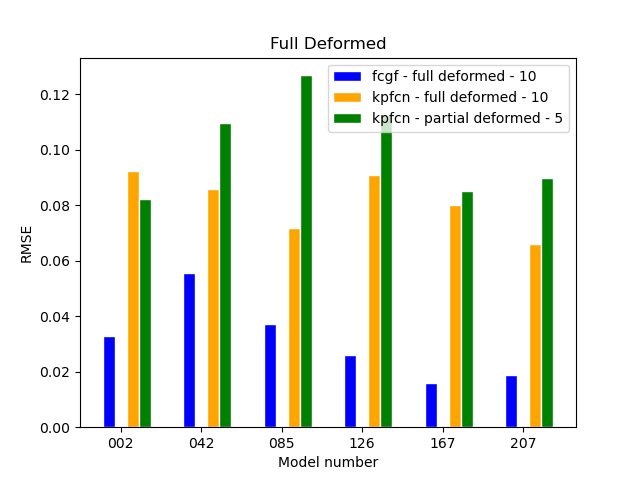 Full Deformed
fcgf - full deformed - 10
kpfcn - full deformed - 10
kpfcn - partial deformed - 5
RMSE
0.12
0.10
0.08
0.06
0.04
0.02
0.00
002 042 085 126 167 207
Model number